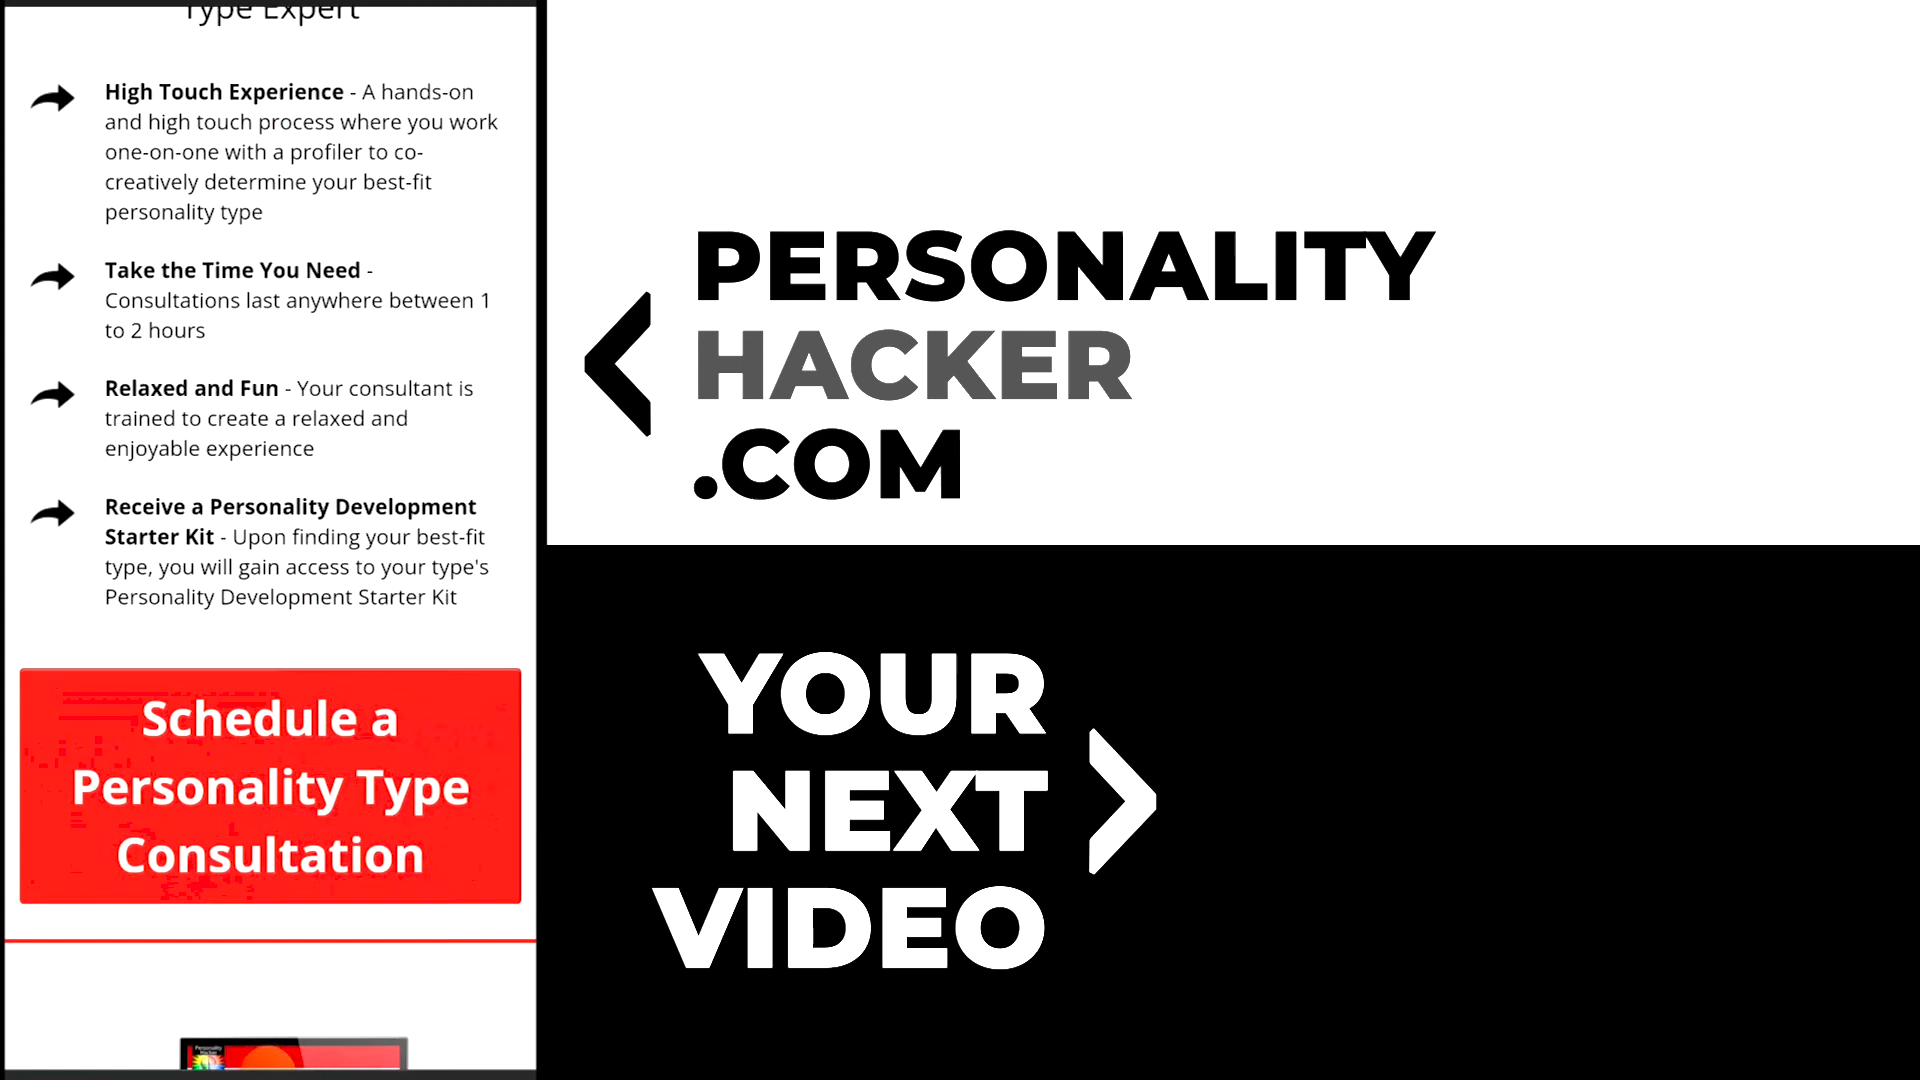 Type Expert
High Touch Experience - A hands-on
and high touch process where you work
one-on-one with a profiler to co-
creatively determine your best-fit
personality type
Take the Time You Need -
Consultations last anywhere between 1
to 2 hours
Relaxed and Fun - Your consultant is
trained to create a relaxed and
enjoyable experience
Receive a Personality Development
Starter Kit - Upon finding your best-fit
type, you will gain access to your type's
Personality Development Starter Kit
Schedule a
Personality Type
Consultation
Personality
Hacker
PERSONALITY
HACKER
.COM
YOUR
NEXT
VIDEO